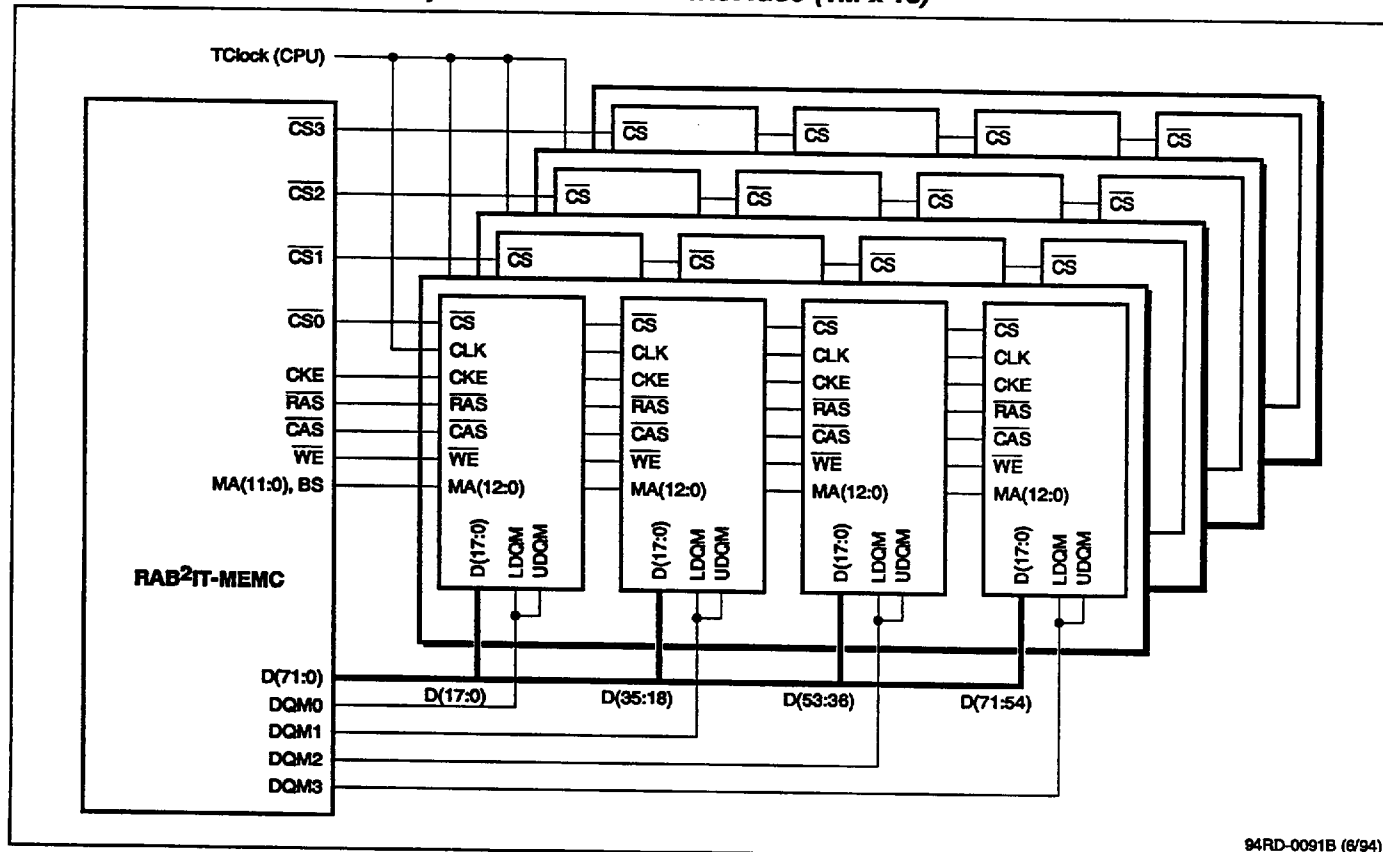 TClock (CPU)
CS3
CS CS CS CS
CS2
CS CS CS CS
CS1
CS CS CS CS
CS0
CS CS CS CS
CLK CLK CLK CLK
CKE CKE CKE CKE CKE
RAS RAS RAS RAS RAS
CAS CAS CAS CAS CAS
WE WE WE WE WE
MA(11:0), BS MA(12:0) MA(12:0) MA(12:0) MA(12:0)
D(17:0) LDQM UDQM D(17:0) LDQM UDQM D(17:0) LDQM UDQM D(17:0) LDQM UDQM
RAB²IT-MEMC
D(71:0)
D(17:0) D(35:18) D(53:36) D(71:54)
DQM0
DQM1
DQM2
DQM3
94RD-0091B (6/94)